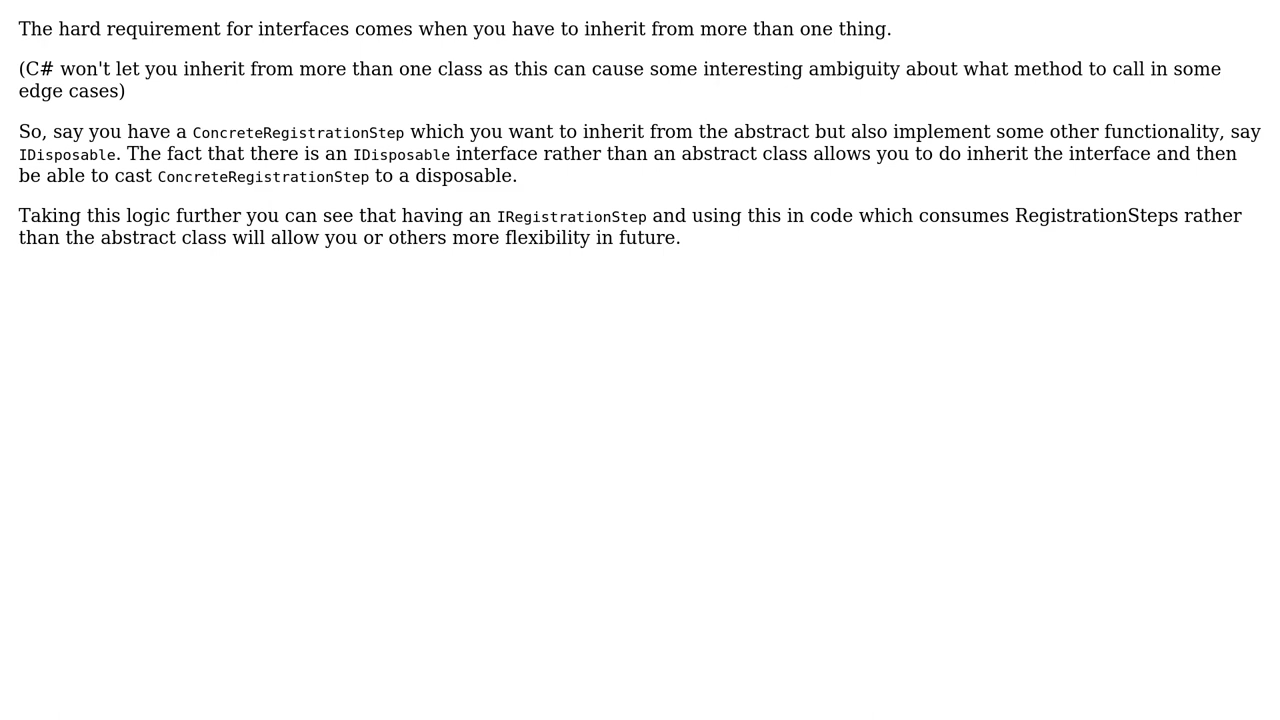 The hard requirement for interfaces comes when you have to inherit from more than one thing.
(C# won't let you inherit from more than one class as this can cause some interesting ambiguity about what method to call in some
edge cases)
So, say you have a ConcreteRegistrationStep which you want to inherit from the abstract but also implement some other functionality, say
IDisposable. The fact that there is an IDisposable interface rather than an abstract class allows you to do inherit the interface and then
be able to cast ConcreteRegistrationStep to a disposable.
Taking this logic further you can see that having an IRegistrationStep and using this in code which consumes RegistrationSteps rather
than the abstract class will allow you or others more flexibility in future.